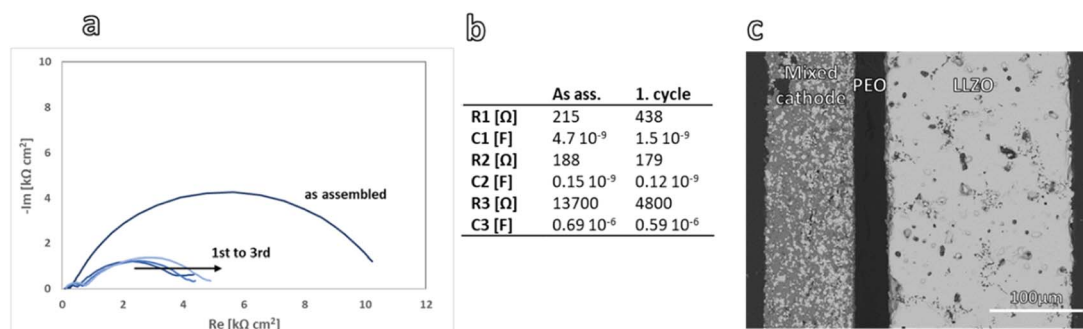 a
10
8
6
4
2
0
-Im [kΩ cm²]
as assembled
1st to 3rd
0 2 4 6 8 10 12
Re [kΩ cm²]
b
As ass. 1. cycle
R1 [Ω] 215 438
C1 [F] 4.7 10⁻⁹ 1.5 10⁻⁹
R2 [Ω] 188 179
C2 [F] 0.15 10⁻⁹ 0.12 10⁻⁹
R3 [Ω] 13700 4800
C3 [F] 0.69 10⁻⁶ 0.59 10⁻⁶
c
Mixed
cathode
PEO
LLZO
100µm